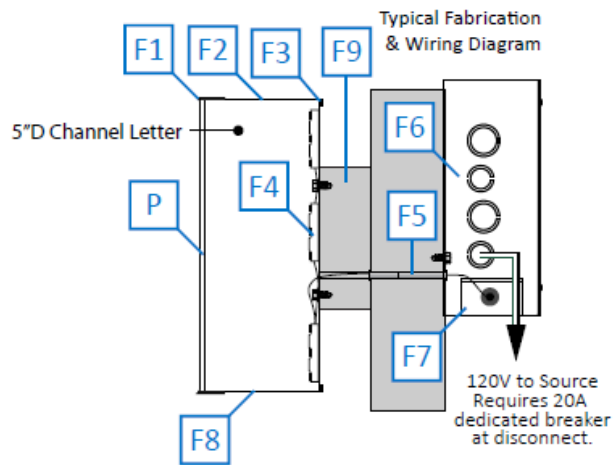 Typical Fabrication
& Wiring Diagram
F1
F2
F3
F9
5"D Channel Letter
F6
F4
P
F5
F7
F8
120V to Source
Requires 20A
dedicated breaker
at disconnect.